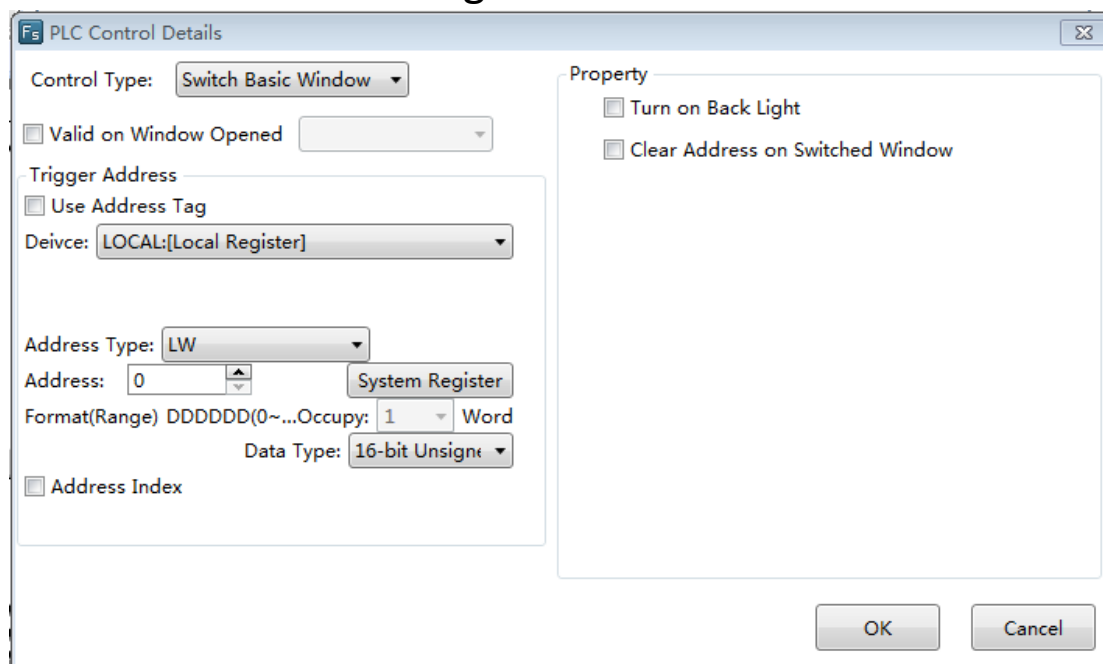 Fs PLC Control Details
Control Type: Switch Basic Window
Valid on Window Opened
Trigger Address
Use Address Tag
Deivce: LOCAL:[Local Register]
Address Type: LW
Address: 0 System Register
Format(Range) DDDDDD(0~...Occupy: 1 Word
Data Type: 16-bit Unsigne
Address Index
Property
Turn on Back Light
Clear Address on Switched Window
OK Cancel